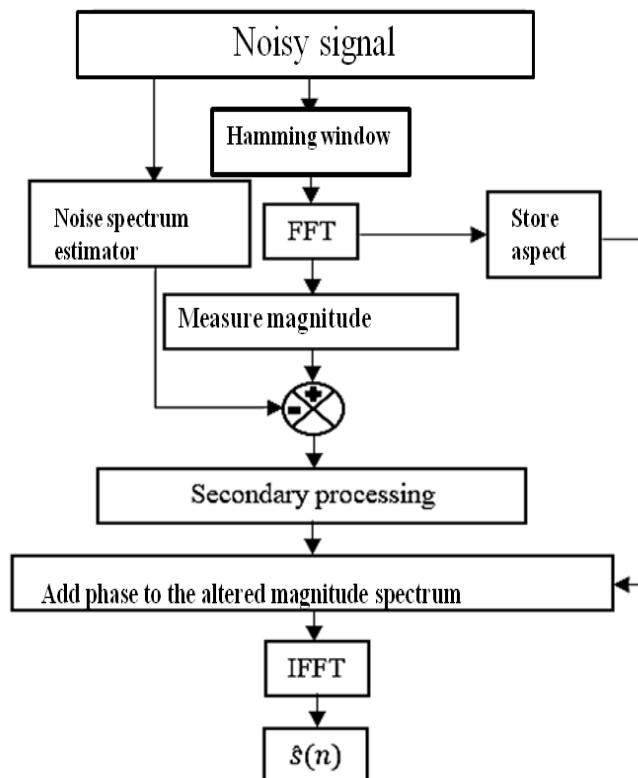 Noisy signal
Hamming window
Noise spectrum
estimator
FFT
Store
aspect
Measure magnitude
+
-
Secondary processing
Add phase to the altered magnitude spectrum
IFFT
ŝ(n)